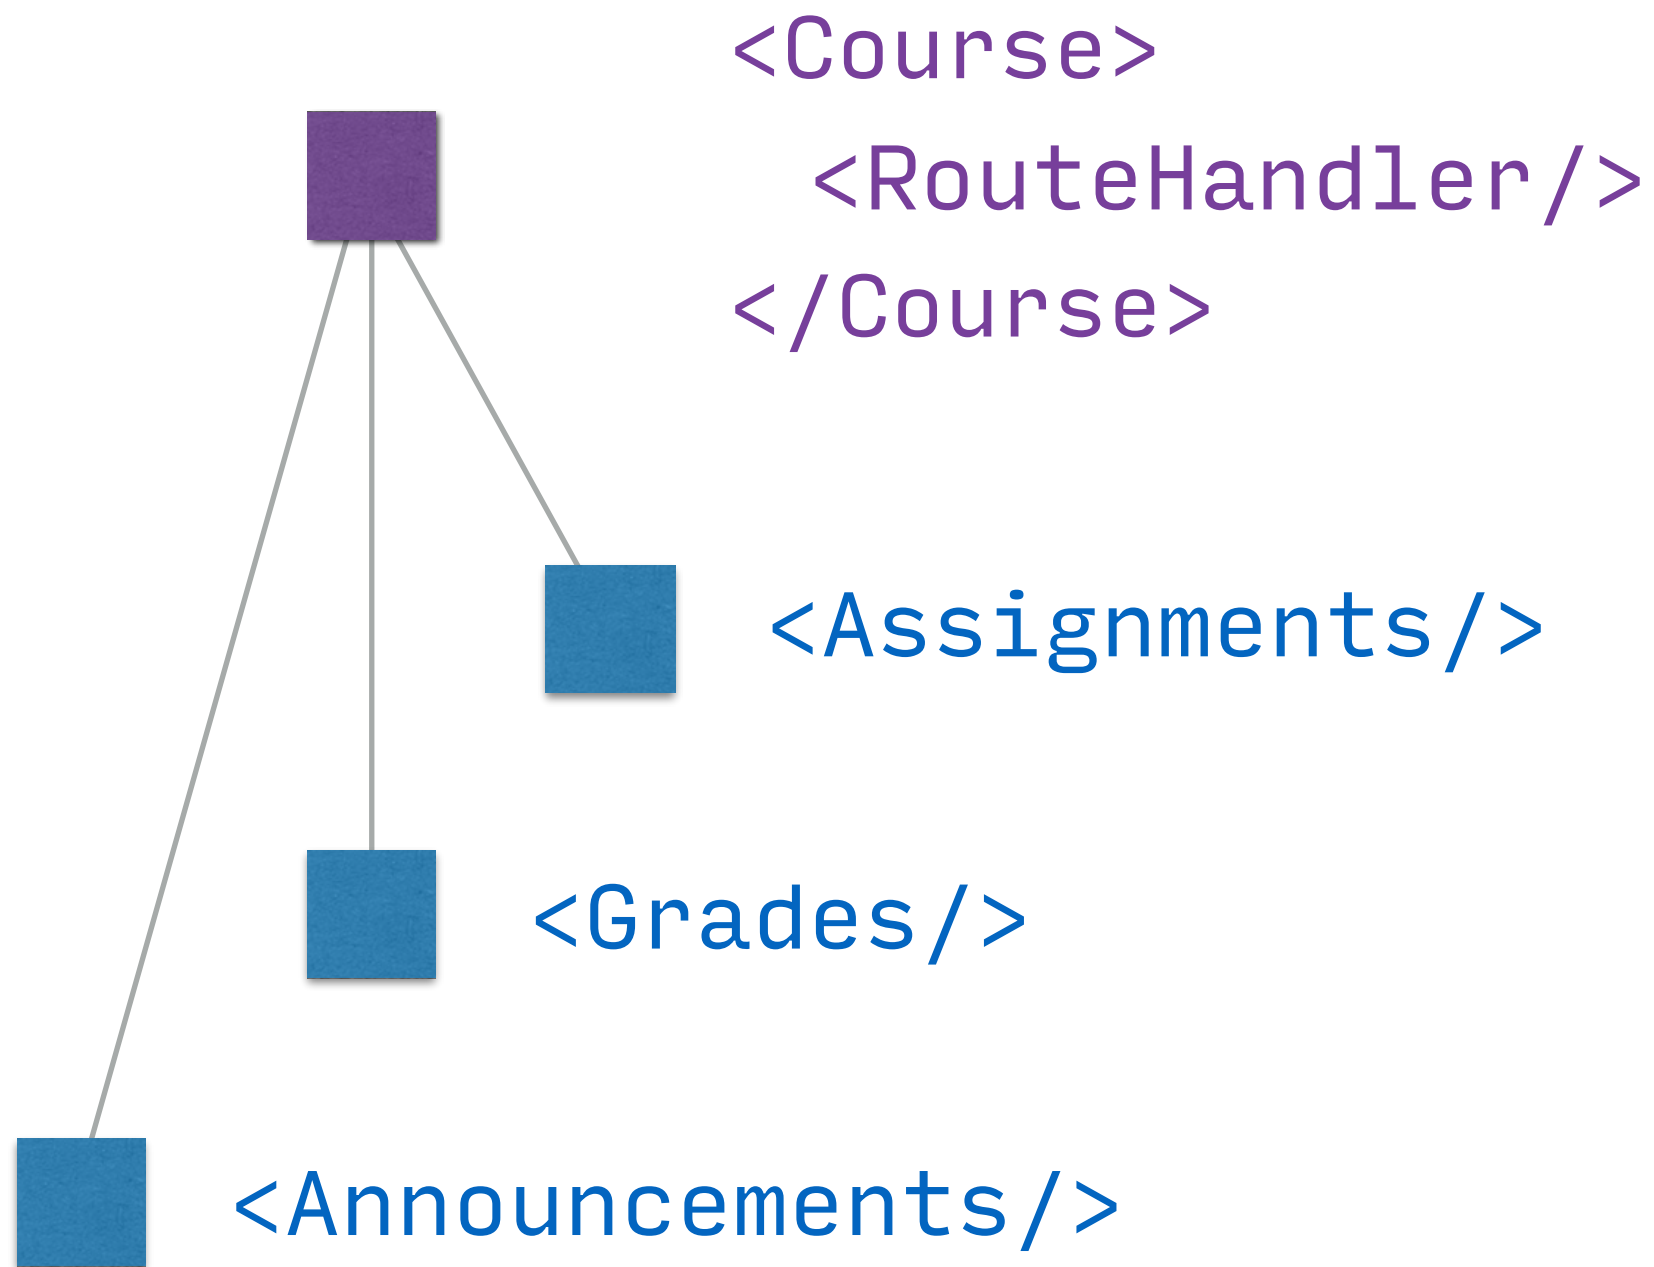 <Course>
<RouteHandler/>
</Course>
<Assignments/>
<Grades/>
<Announcements/>